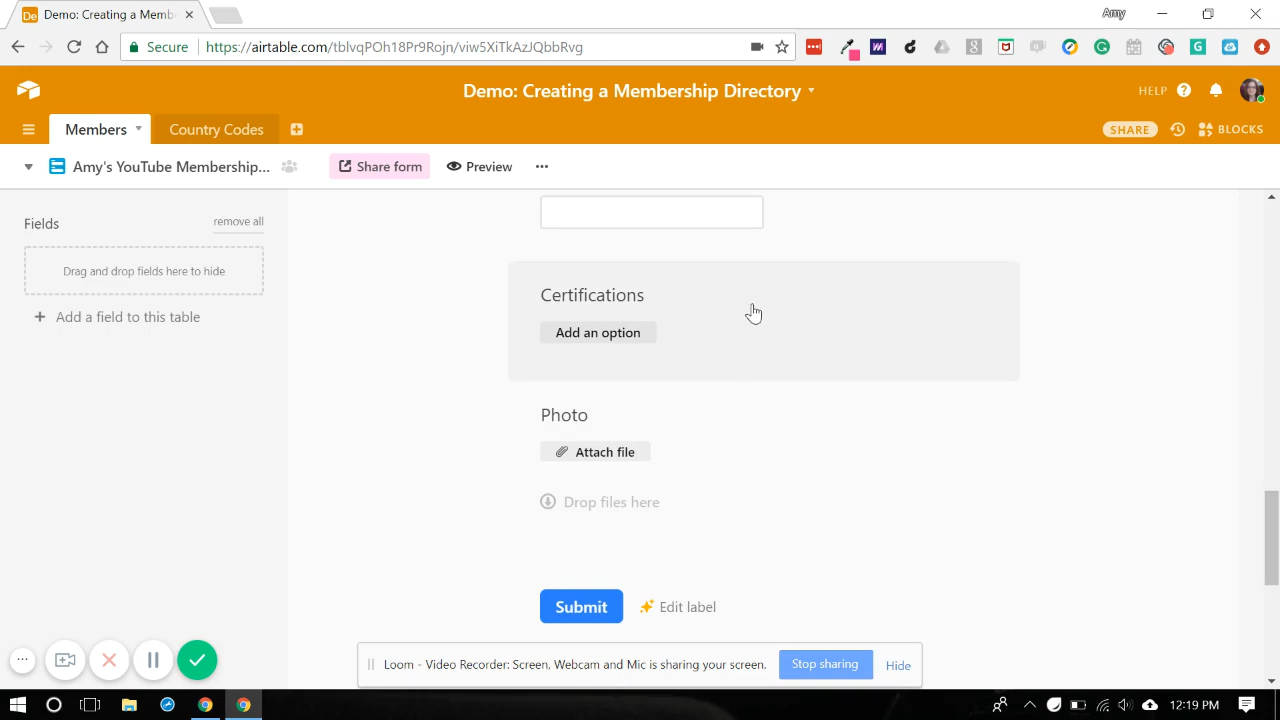 De Demo: Creating a Memb
Amy
Secure https://airtable.com/tblvqPOh18Pr9Rojn/viw5XiTkAzJQbbRvg
Demo: Creating a Membership Directory
HELP
Members
Country Codes
SHARE
BLOCKS
Amy's YouTube Membership...
Share form
Preview
Fields
remove all
Drag and drop fields here to hide
Add a field to this table
Certifications
Add an option
Photo
Attach file
Drop files here
Submit
Edit label
Loom - Video Recorder: Screen, Webcam and Mic is sharing your screen.
Stop sharing
Hide
12:19 PM